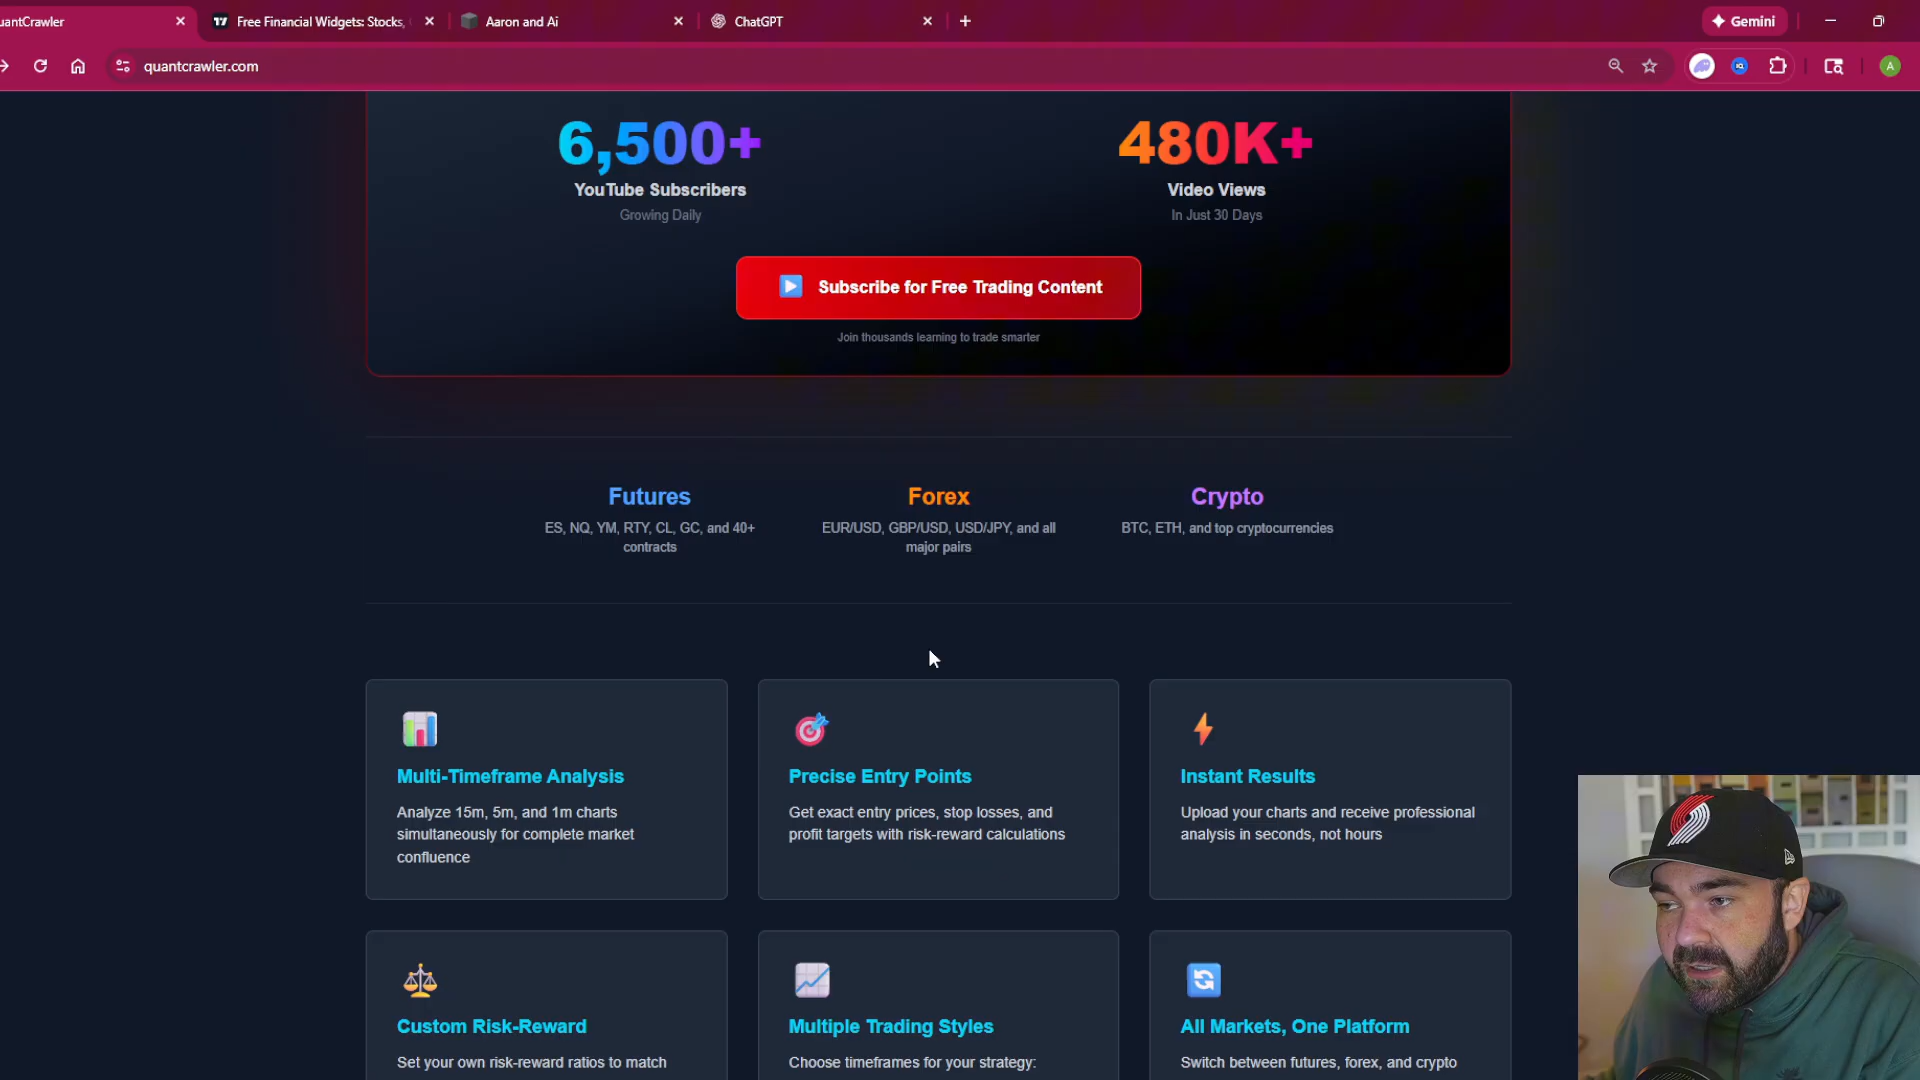 uantCrawler
Free Financial Widgets: Stocks,
Aaron and Ai
ChatGPT
Gemini
quantcrawler.com
A
6,500+
YouTube Subscribers
Growing Daily
480K+
Video Views
In Just 30 Days
Subscribe for Free Trading Content
Join thousands learning to trade smarter
Futures
ES, NQ, YM, RTY, CL, GC, and 40+
contracts
Forex
EUR/USD, GBP/USD, USD/JPY, and all
major pairs
Crypto
BTC, ETH, and top cryptocurrencies
Multi-Timeframe Analysis
Analyze 15m, 5m, and 1m charts
simultaneously for complete market
confluence
Precise Entry Points
Get exact entry prices, stop losses, and
profit targets with risk-reward calculations
Instant Results
Upload your charts and receive professional
analysis in seconds, not hours
Custom Risk-Reward
Set your own risk-reward ratios to match
Multiple Trading Styles
Choose timeframes for your strategy:
All Markets, One Platform
Switch between futures, forex, and crypto